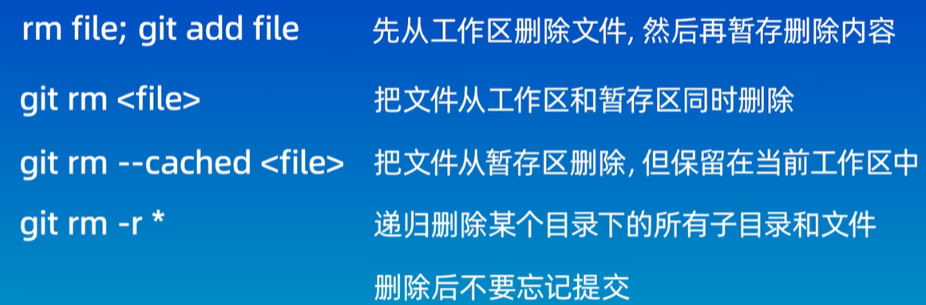 rm file; git add file 先从工作区删除文件, 然后再暂存删除内容
git rm <file> 把文件从工作区和暂存区同时删除
git rm --cached <file> 把文件从暂存区删除, 但保留在当前工作区中
git rm -r * 递归删除某个目录下的所有子目录和文件
删除后不要忘记提交